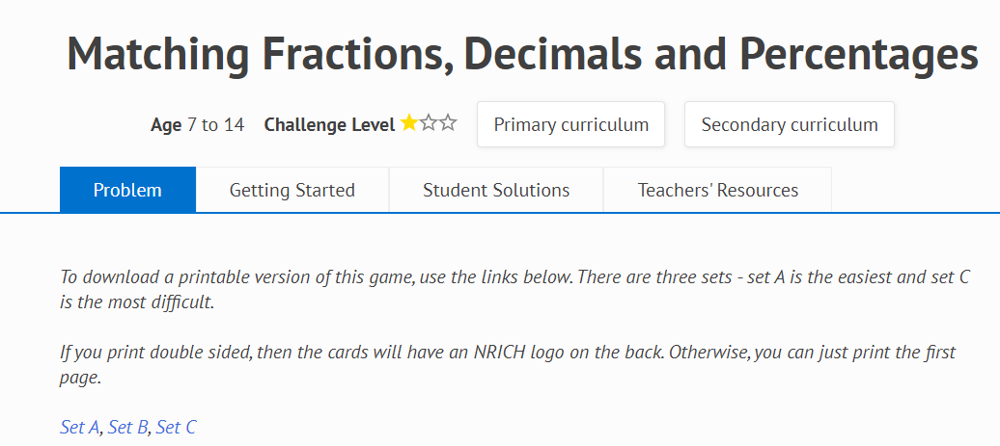 Matching Fractions, Decimals and Percentages
Age 7 to 14 Challenge Level Primary curriculum Secondary curriculum
Problem Getting Started Student Solutions Teachers' Resources
To download a printable version of this game, use the links below. There are three sets - set A is the easiest and set C
is the most difficult.
If you print double sided, then the cards will have an NRICH logo on the back. Otherwise, you can just print the first
page.
Set A, Set B, Set C